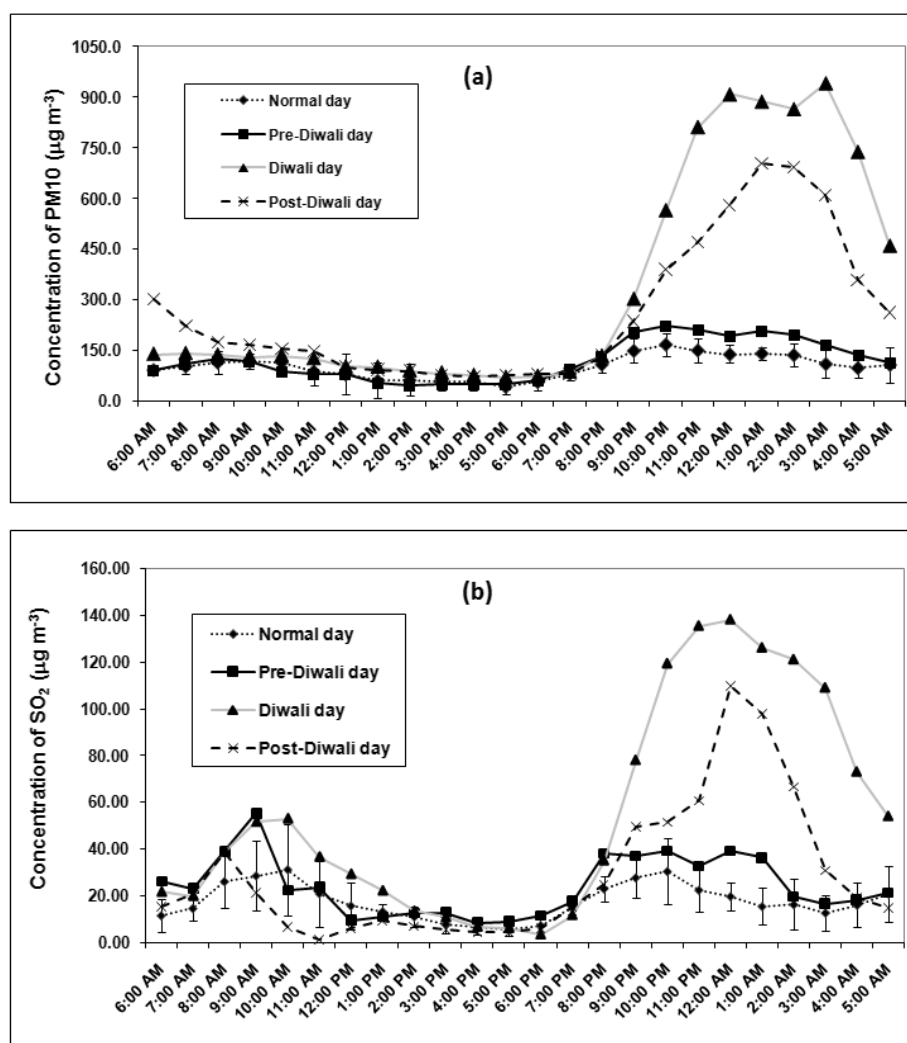 (a)
Concentration of PM10 (µg m-3)
1050.0
900.0
750.0
600.0
450.0
300.0
150.0
0.0
Normal day
Pre-Diwali day
Diwali day
Post-Diwali day
6:00 AM
7:00 AM
8:00 AM
9:00 AM
10:00 AM
11:00 AM
12:00 PM
1:00 PM
2:00 PM
3:00 PM
4:00 PM
5:00 PM
6:00 PM
7:00 PM
8:00 PM
9:00 PM
10:00 PM
11:00 PM
12:00 AM
1:00 AM
2:00 AM
3:00 AM
4:00 AM
5:00 AM
(b)
Concentration of SO2 (µg m-3)
160.00
140.00
120.00
100.00
80.00
60.00
40.00
20.00
0.00
Normal day
Pre-Diwali day
Diwali day
Post-Diwali day
6:00 AM
7:00 AM
8:00 AM
9:00 AM
10:00 AM
11:00 AM
12:00 PM
1:00 PM
2:00 PM
3:00 PM
4:00 PM
5:00 PM
6:00 PM
7:00 PM
8:00 PM
9:00 PM
10:00 PM
11:00 PM
12:00 AM
1:00 AM
2:00 AM
3:00 AM
4:00 AM
5:00 AM